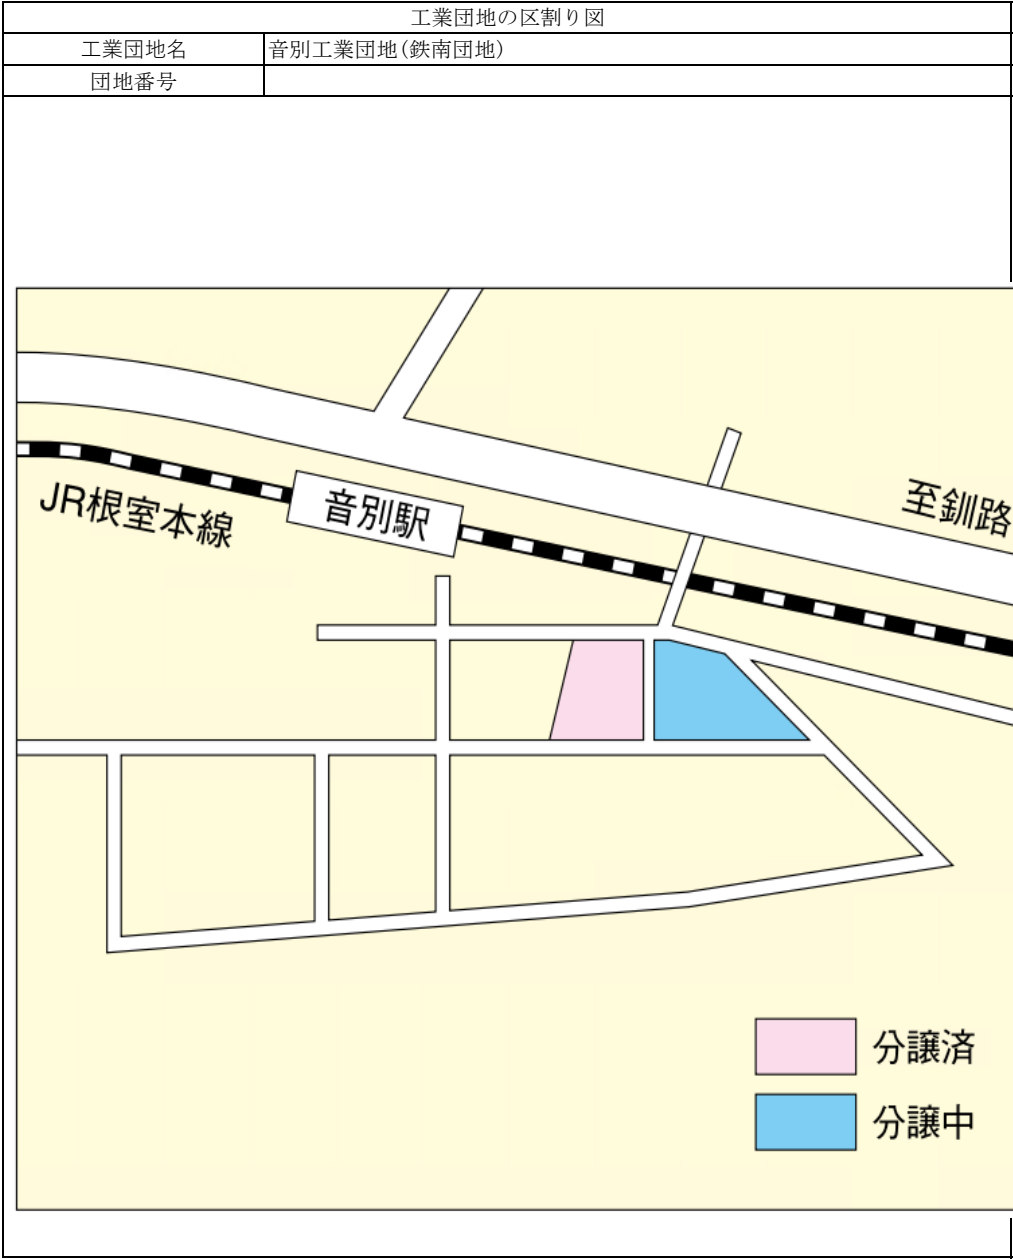 工業団地の区割り図
工業団地名
音別工業団地(鉄南団地)
団地番号
JR根室本線
音別駅
至釧路
分譲済
分譲中